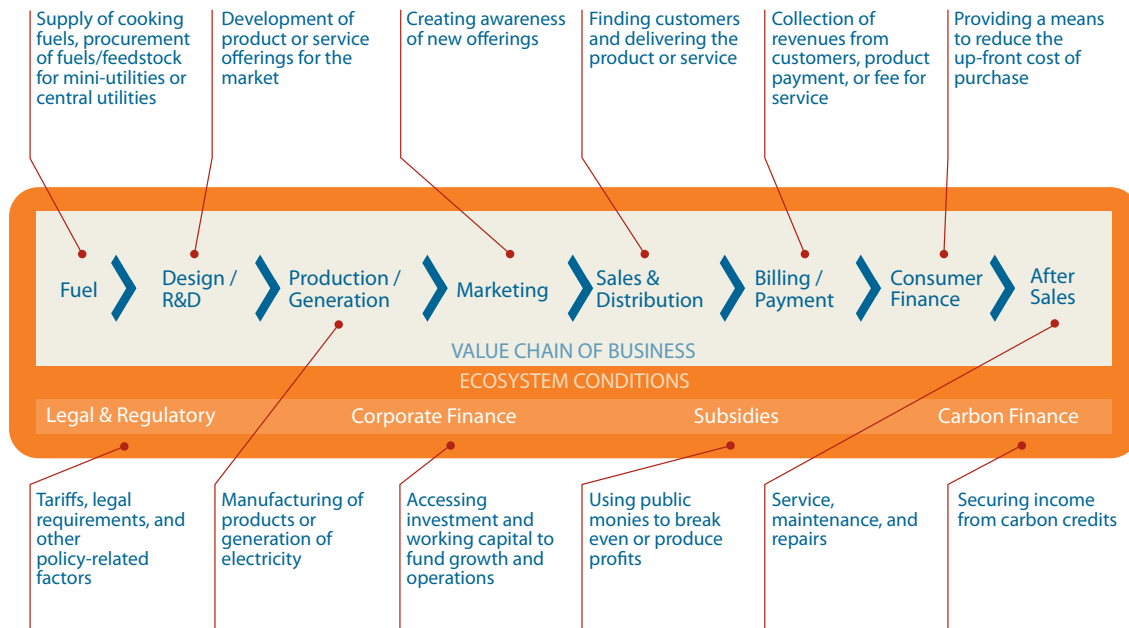 Supply of cooking
fuels, procurement
of fuels/feedstock
for mini-utilities or
central utilities
Development of
product or service
offerings for the
market
Creating awareness
of new offerings
Finding customers
and delivering the
product or service
Collection of
revenues from
customers, product
payment, or fee for
service
Providing a means
to reduce the
up-front cost of
purchase
Fuel
Design /
R&D
Production /
Generation
Marketing
Sales &
Distribution
Billing /
Payment
Consumer
Finance
After
Sales
VALUE CHAIN OF BUSINESS
ECOSYSTEM CONDITIONS
Legal & Regulatory
Corporate Finance
Subsidies
Carbon Finance
Tariffs, legal
requirements, and
other
policy-related
factors
Manufacturing of
products or
generation of
electricity
Accessing
investment and
working capital to
fund growth and
operations
Using public
monies to break
even or produce
profits
Service,
maintenance, and
repairs
Securing income
from carbon credits